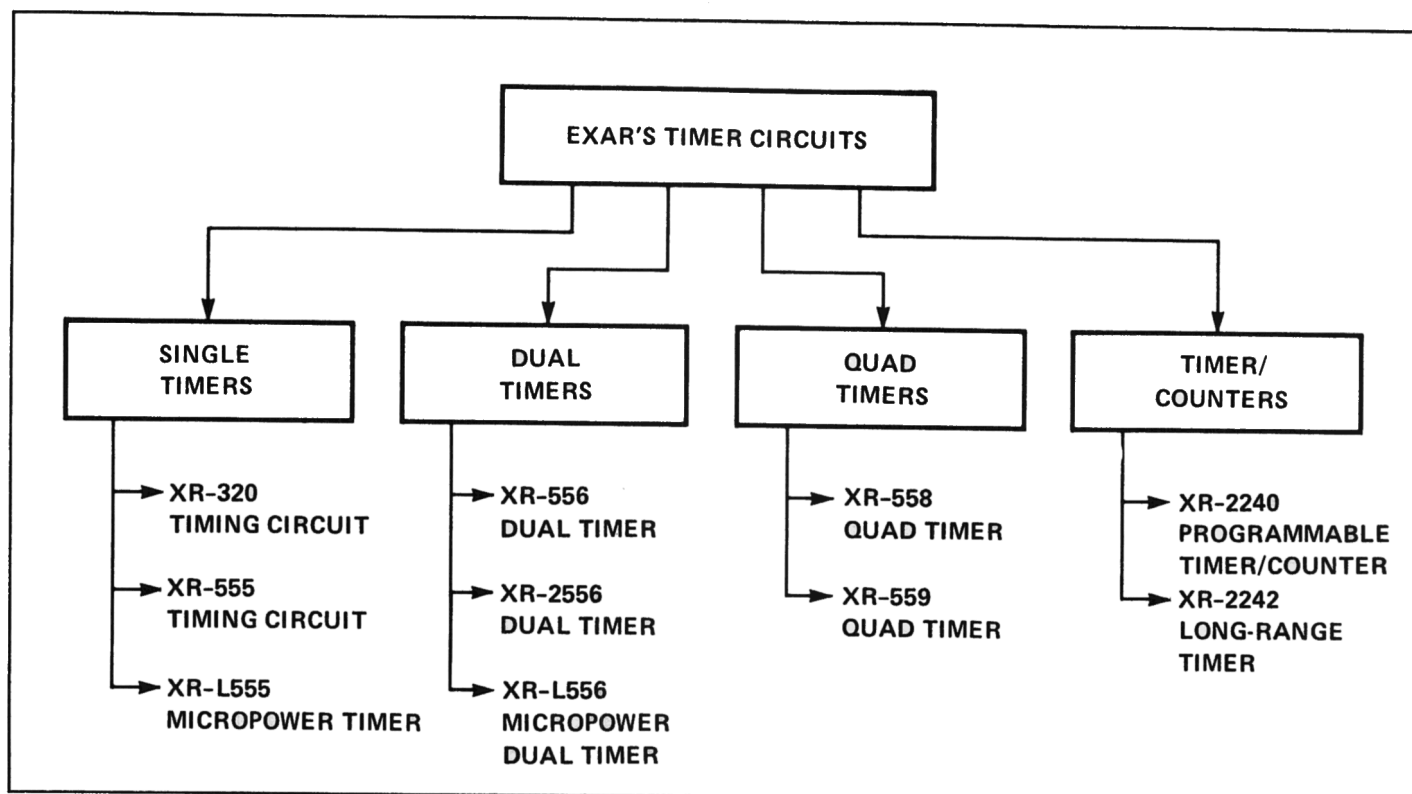 EXAR'S TIMER CIRCUITS
SINGLE
TIMERS
XR-320
TIMING CIRCUIT
XR-555
TIMING CIRCUIT
XR-L555
MICROPOWER TIMER
DUAL
TIMERS
XR-556
DUAL TIMER
XR-2556
DUAL TIMER
XR-L556
MICROPOWER
DUAL TIMER
QUAD
TIMERS
XR-558
QUAD TIMER
XR-559
QUAD TIMER
TIMER/
COUNTERS
XR-2240
PROGRAMMABLE
TIMER/COUNTER
XR-2242
LONG-RANGE
TIMER